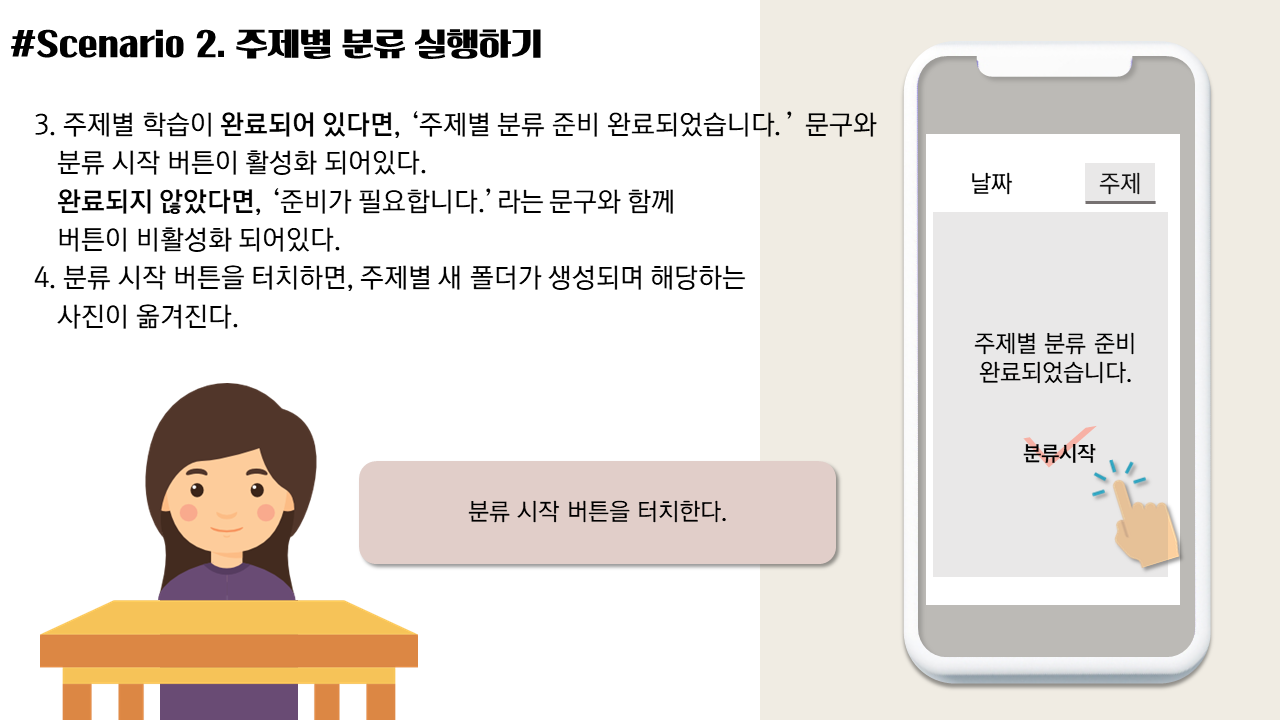 #Scenario 2. 주제별 분류 실행하기
3. 주제별 학습이 완료되어 있다면, ‘주제별 분류 준비 완료되었습니다.’ 문구와
분류 시작 버튼이 활성화 되어있다.
완료되지 않았다면, ‘준비가 필요합니다.’라는 문구와 함께
버튼이 비활성화 되어있다.
4. 분류 시작 버튼을 터치하면, 주제별 새 폴더가 생성되며 해당하는
사진이 옮겨진다.
분류 시작 버튼을 터치한다.
날짜 주제
주제별 분류 준비
완료되었습니다.
분류시작